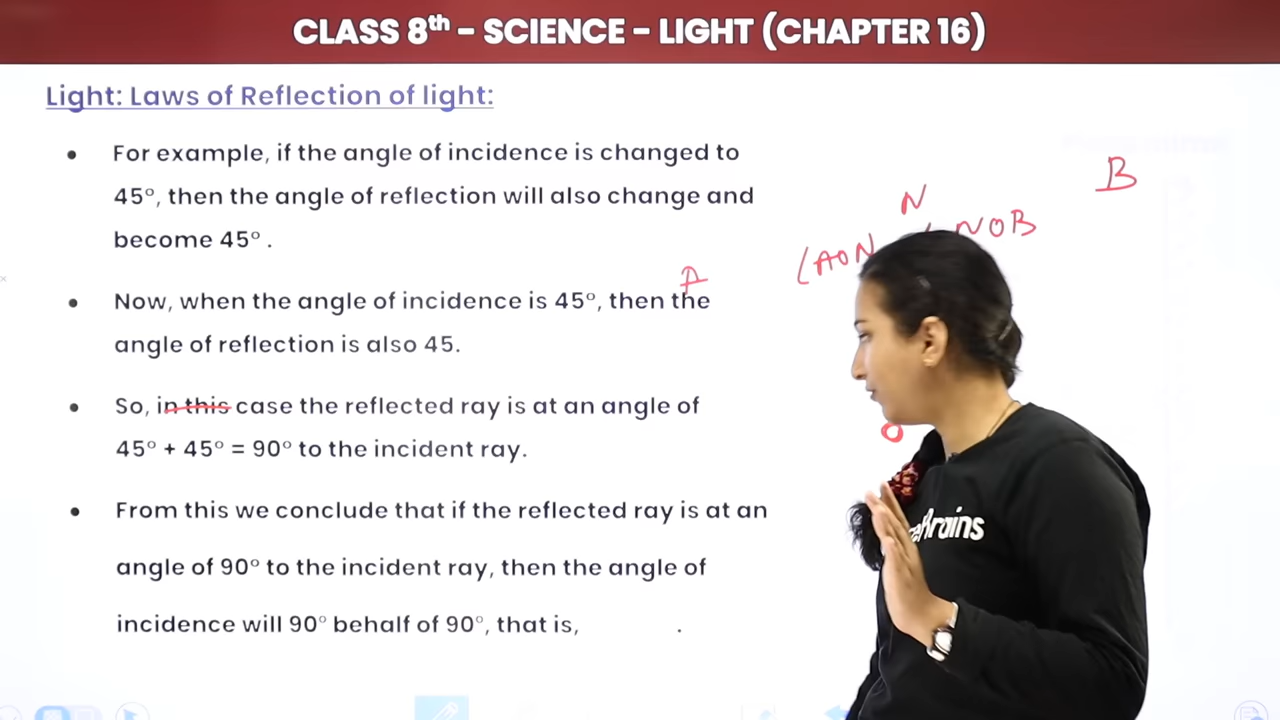 CLASS 8th – SCIENCE – LIGHT (CHAPTER 16)
Light: Laws of Reflection of light:
• For example, if the angle of incidence is changed to
45°, then the angle of reflection will also change and
become 45° .
• Now, when the angle of incidence is 45°, then the
angle of reflection is also 45.
• So, in this case the reflected ray is at an angle of
45° + 45° = 90° to the incident ray.
• From this we conclude that if the reflected ray is at an
angle of 90° to the incident ray, then the angle of
incidence will 90° behalf of 90°, that is, .
B
N
∠AON NOB
A
O
Brains